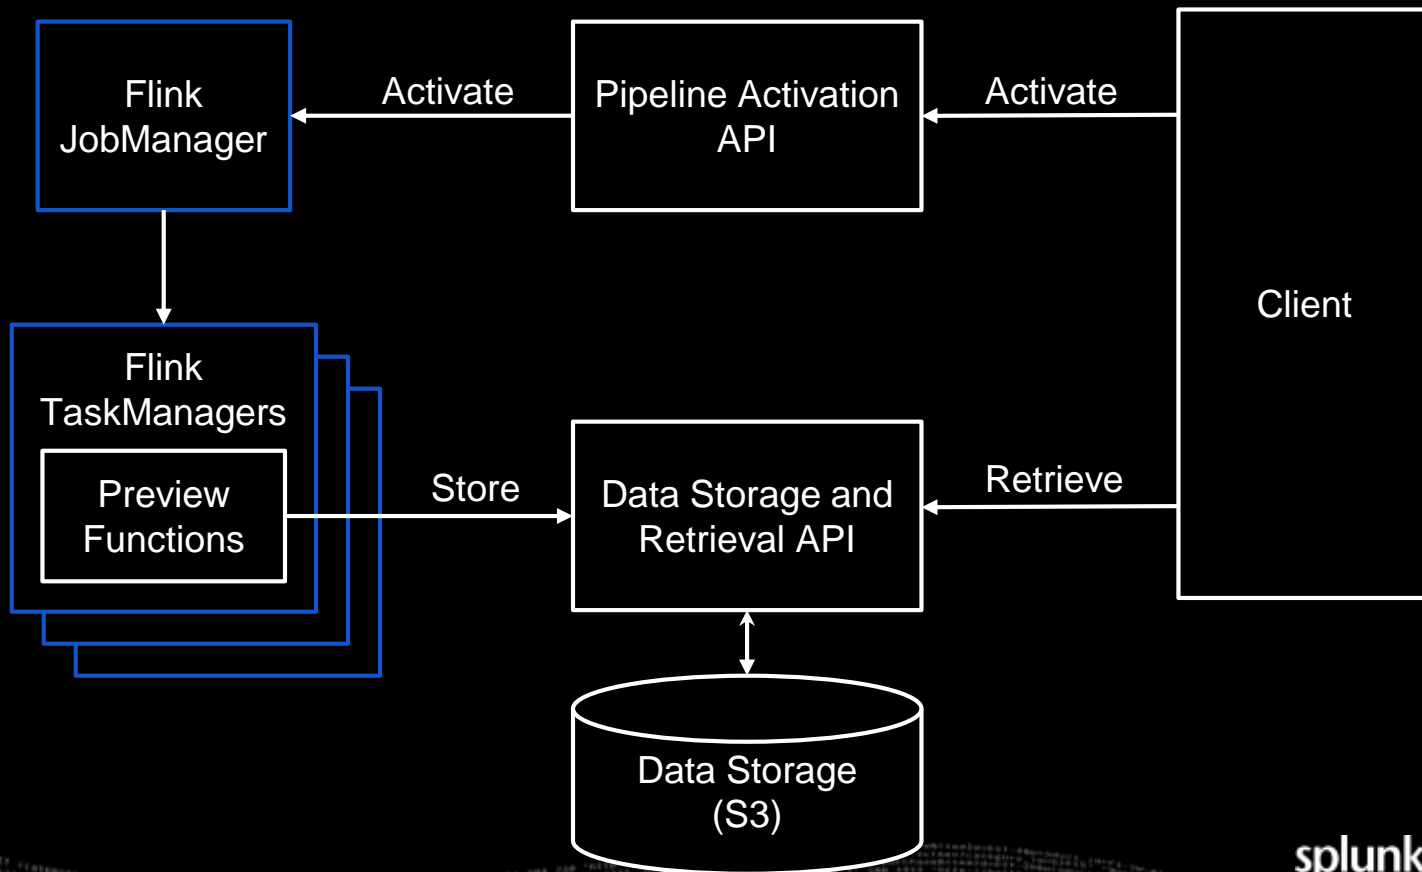 Flink
JobManager
Activate
Pipeline Activation
API
Activate
Client
Flink
TaskManagers
Preview
Functions
Store
Data Storage and
Retrieval API
Retrieve
Data Storage
(S3)
splunk